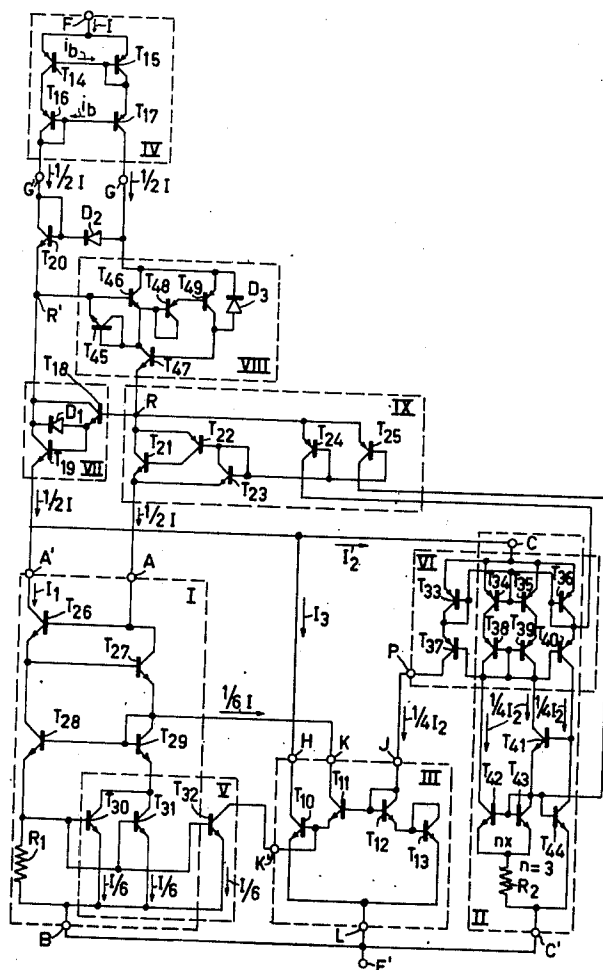 F
I
T14
ib
T15
T16
ib
T17
IV
G'
½ I
G
½ I
D2
T20
T46
T48
T49
D3
R'
T45
T47
VIII
T18
R
IX
D1
T22
T24
T25
T21
T19
VII
T23
½ I
½ I
I'2
C
A'
A
VI
I1
I
T33
T34
T35
T36
T26
I3
T27
T37
T38
T39
T40
P
1/6 I
¼ I2
¼ I2
¼ I2
T28
T29
T41
H
K
J
T32
V
T11
III
T42
T43
T30
T31
T10
T12
T13
T44
K'
nx
n=3
R1
R2
I/6
I/6
I/6
II
B
L
C'
F'